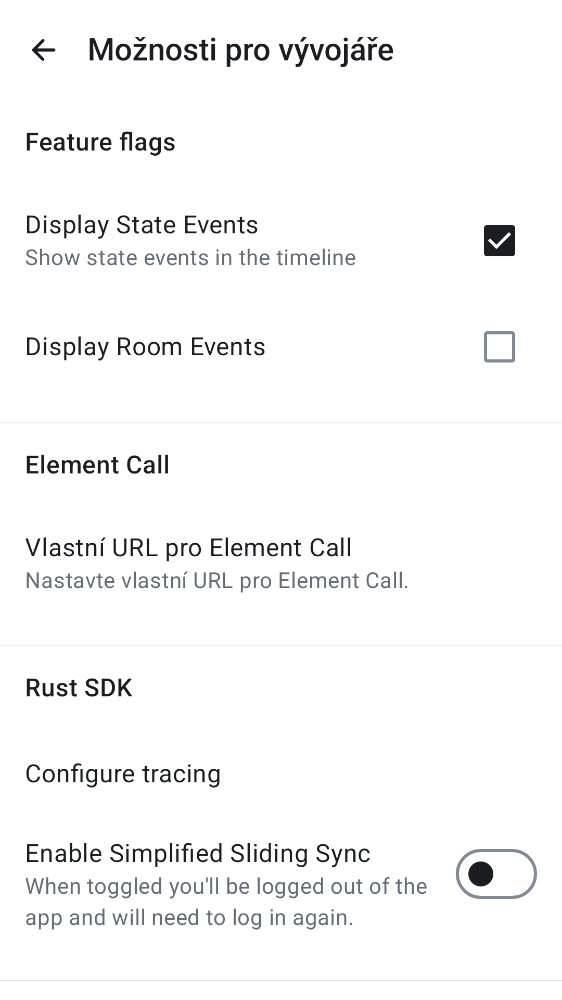 Možnosti pro vývojáře
Feature flags
Display State Events
Show state events in the timeline
Display Room Events
Element Call
Vlastní URL pro Element Call
Nastavte vlastní URL pro Element Call.
Rust SDK
Configure tracing
Enable Simplified Sliding Sync
When toggled you'll be logged out of the
app and will need to log in again.